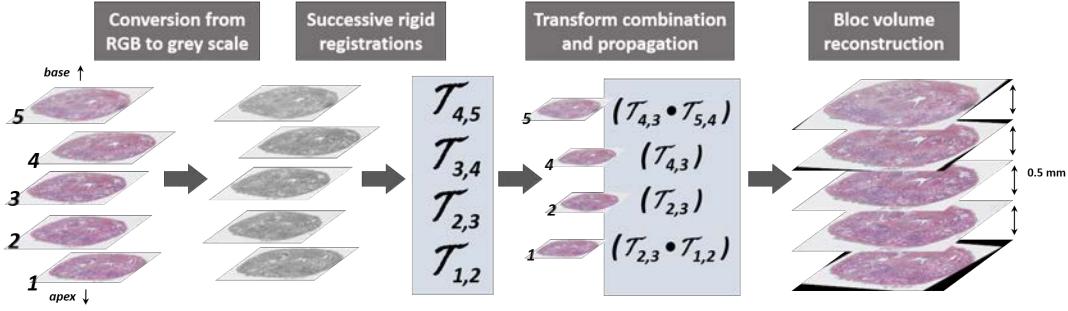 Conversion from
RGB to grey scale
Successive rigid
registrations
Transform combination
and propagation
Bloc volume
reconstruction
base ↑
5
4
3
2
1
apex ↓
𝒯4,5
𝒯3,4
𝒯2,3
𝒯1,2
5 (𝒯4,3 • 𝒯5,4)
4 (𝒯4,3)
2 (𝒯2,3)
1 (𝒯2,3 • 𝒯1,2)
0.5 mm